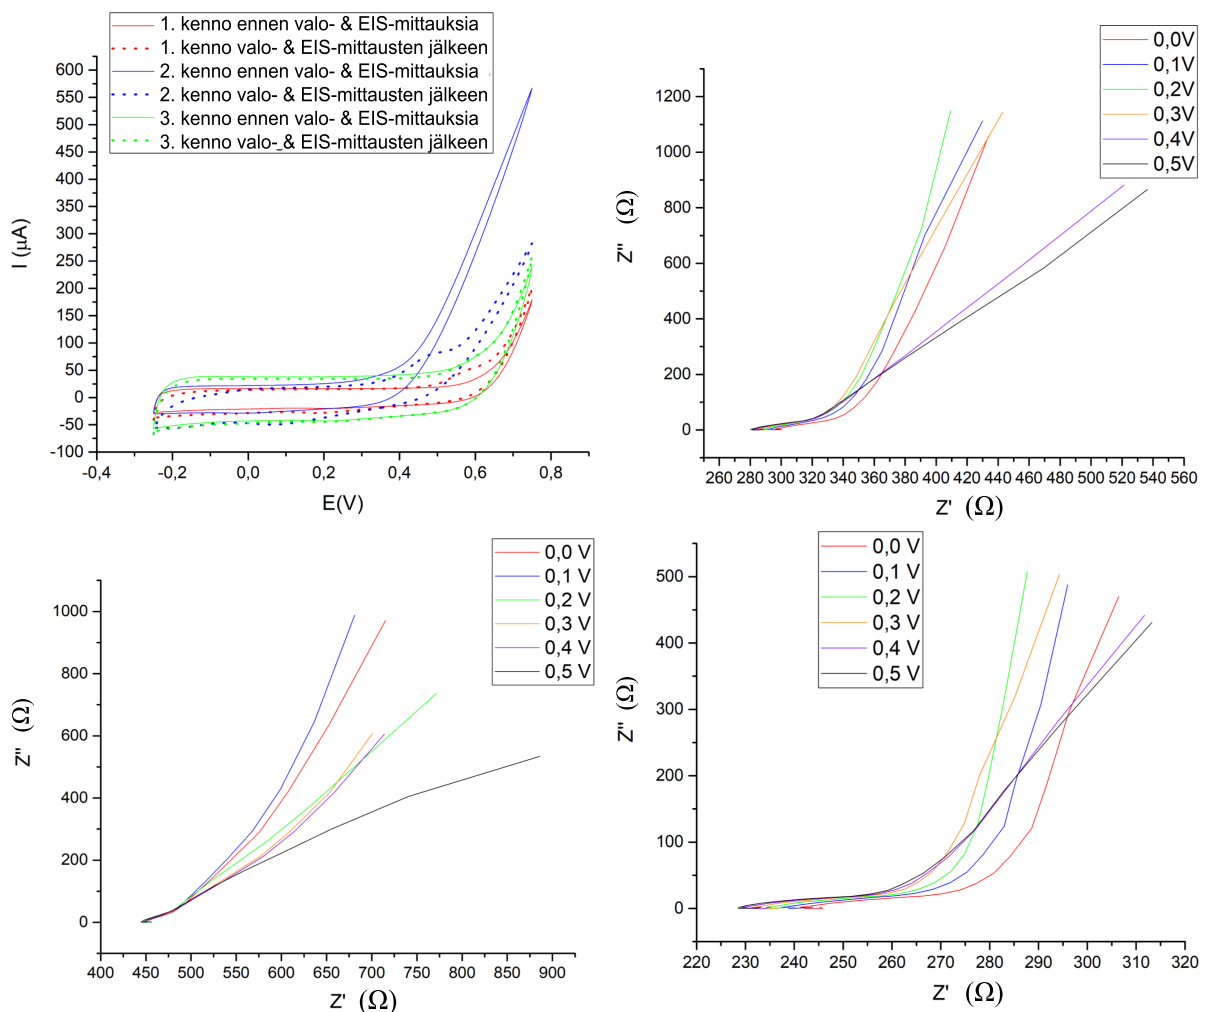 1. kenno ennen valo- & EIS-mittauksia
1. kenno valo- & EIS-mittausten jälkeen
2. kenno ennen valo- & EIS-mittauksia
2. kenno valo- & EIS-mittausten jälkeen
3. kenno ennen valo- & EIS-mittauksia
3. kenno valo- & EIS-mittausten jälkeen
600
550
500
450
400
350
300
250
200
150
100
50
0
-50
-100
I (µA)
-0,4 -0,2 0,0 0,2 0,4 0,6 0,8
E(V)
0,0V
0,1V
0,2V
0,3V
0,4V
0,5V
1200
1000
800
600
400
200
0
Z'' (Ω)
260 280 300 320 340 360 380 400 420 440 460 480 500 520 540 560
Z' (Ω)
0,0 V
0,1 V
0,2 V
0,3 V
0,4 V
0,5 V
1000
800
600
400
200
0
Z'' (Ω)
400 450 500 550 600 650 700 750 800 850 900
Z' (Ω)
0,0 V
0,1 V
0,2 V
0,3 V
0,4 V
0,5 V
500
400
300
200
100
0
Z'' (Ω)
220 230 240 250 260 270 280 290 300 310 320
Z' (Ω)